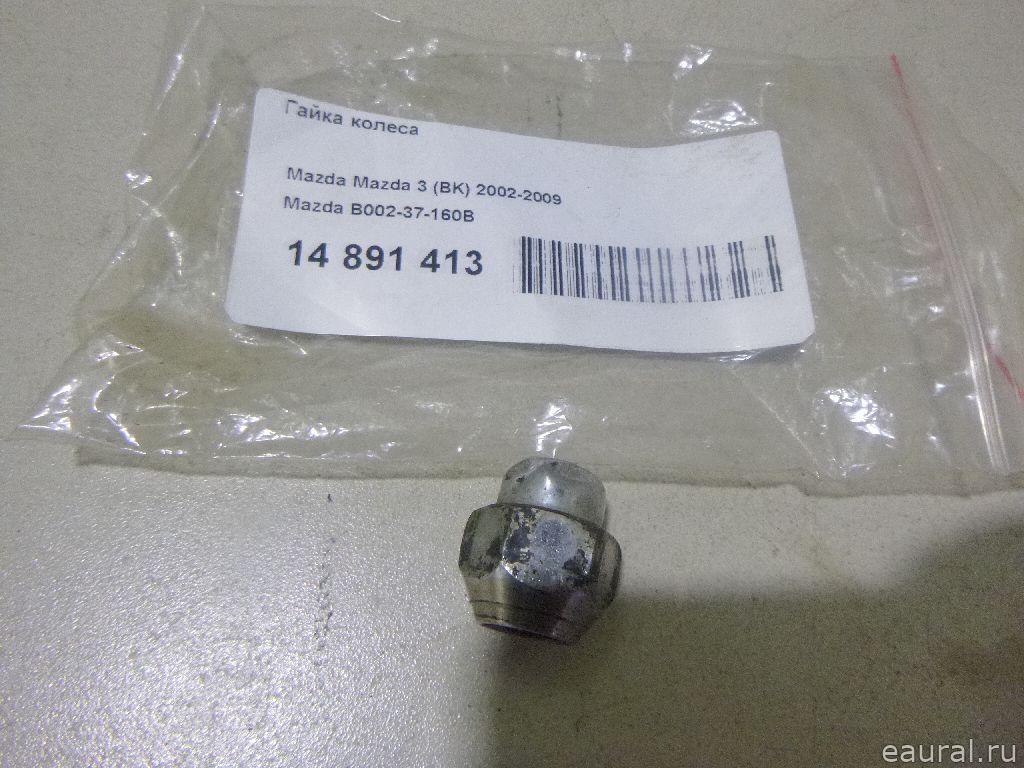 Гайка колеса
Mazda Mazda 3 (BK) 2002-2009
Mazda B002-37-160B
14 891 413
eaural.ru